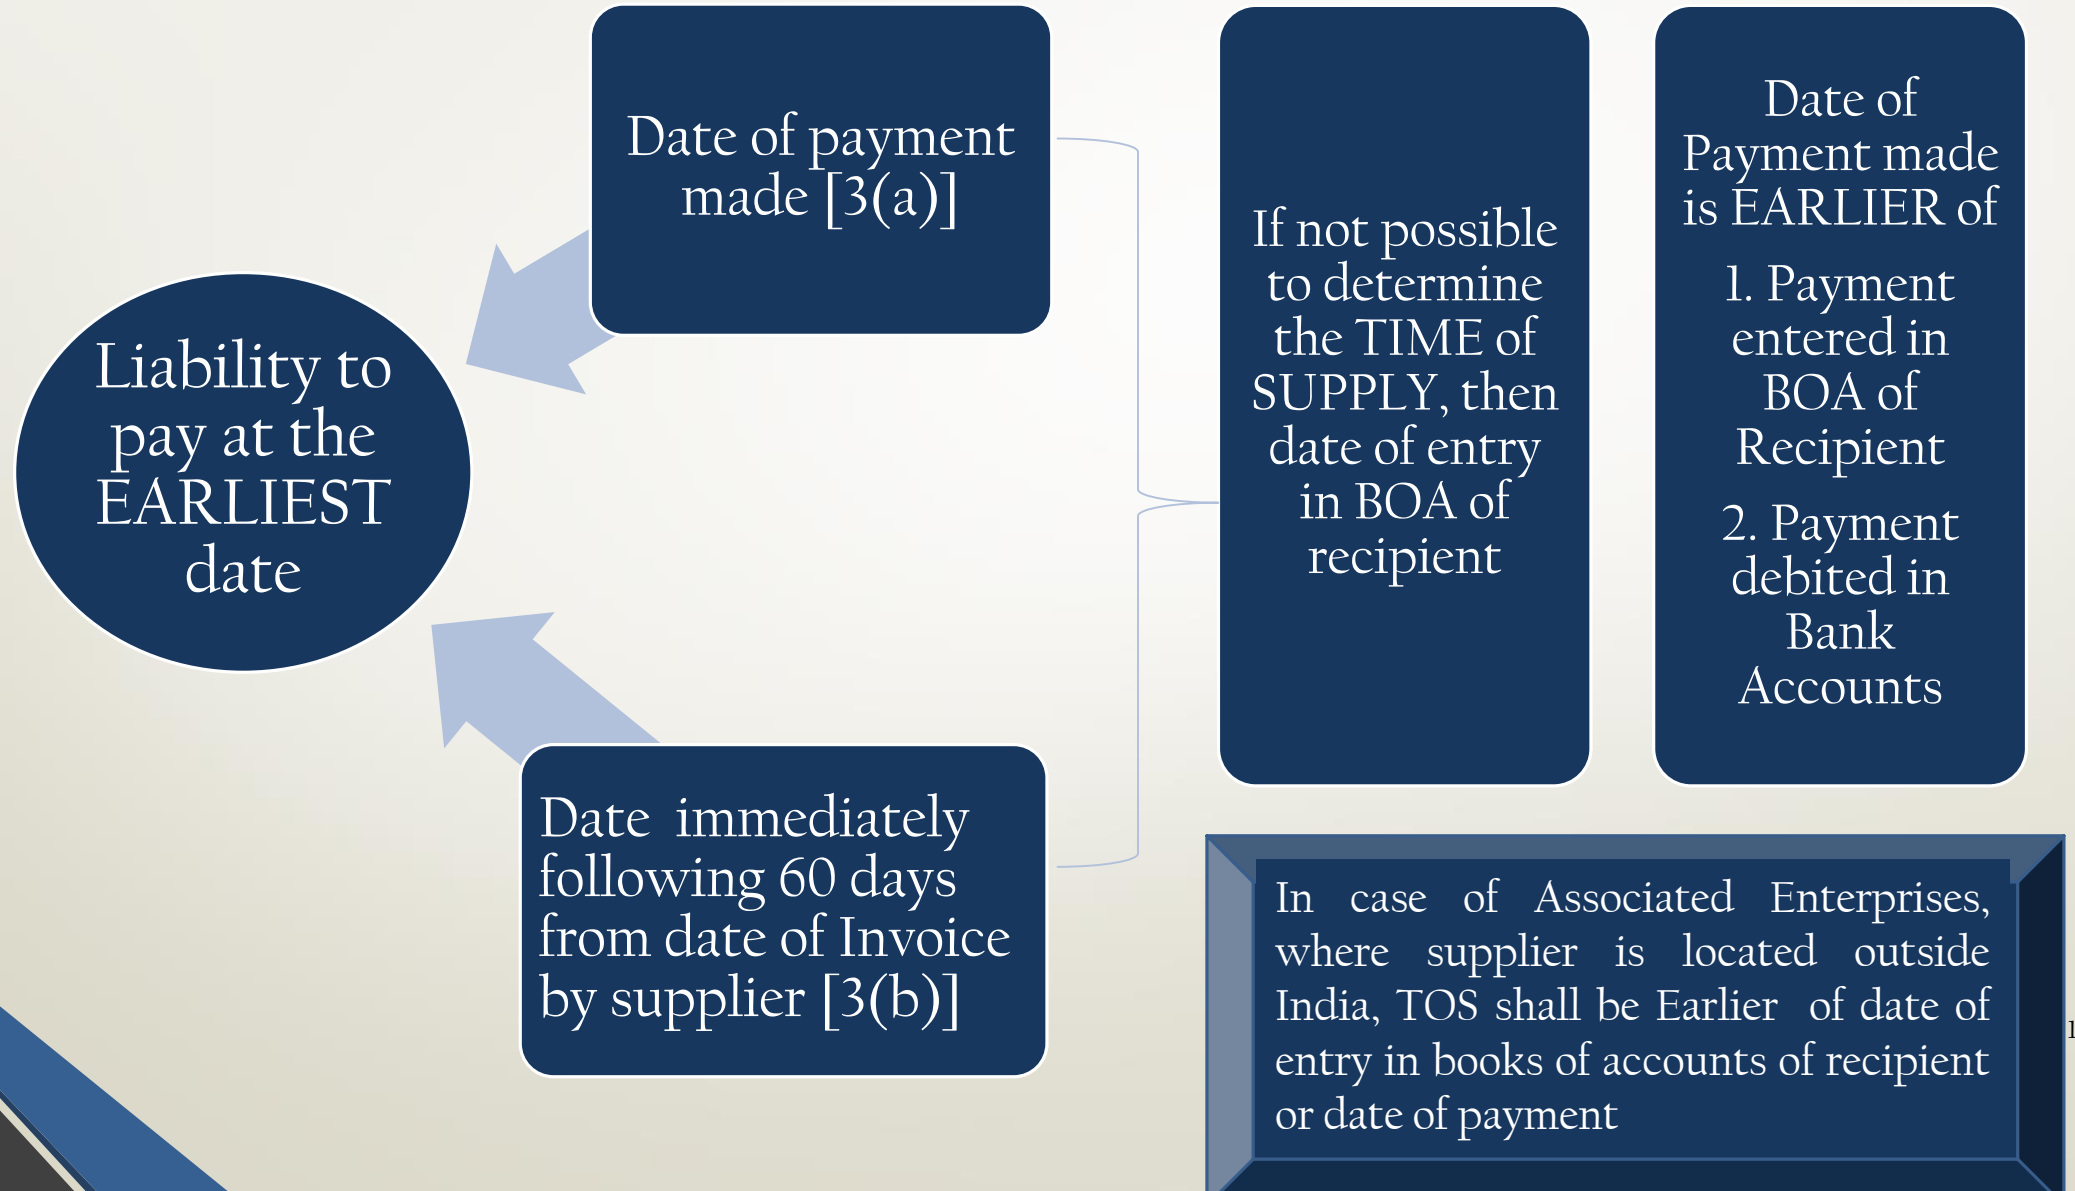 Liability to
pay at the
EARLIEST
date
Date of payment
made [3(a)]
Date immediately
following 60 days
from date of Invoice
by supplier [3(b)]
If not possible
to determine
the TIME of
SUPPLY, then
date of entry
in BOA of
recipient
Date of
Payment made
is EARLIER of
1. Payment
entered in
BOA of
Recipient
2. Payment
debited in
Bank
Accounts
In case of Associated Enterprises,
where supplier is located outside
India, TOS shall be Earlier of date of
entry in books of accounts of recipient
or date of payment
1